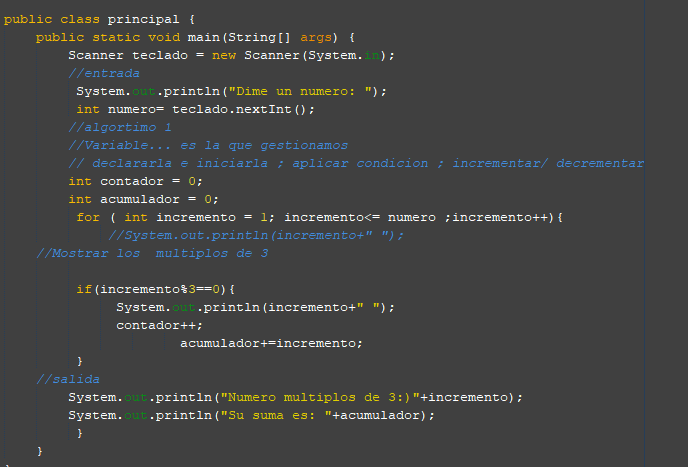 public class principal {
public static void main(String[] args) {
Scanner teclado = new Scanner(System.in);
//entrada
System.out.println("Dime un numero: ");
int numero= teclado.nextInt();
//algortimo 1
//Variable... es la que gestionamos
// declararla e iniciarla ; aplicar condicion ; incrementar/ decrementar
int contador = 0;
int acumulador = 0;
for ( int incremento = 1; incremento<= numero ;incremento++){
//System.out.println(incremento+" ");
//Mostrar los  multiplos de 3
if(incremento%3==0){
System.out.println(incremento+" ");
contador++;
acumulador+=incremento;
}
//salida
System.out.println("Numero multiplos de 3:)"+incremento);
System.out.println("Su suma es: "+acumulador);
}
}